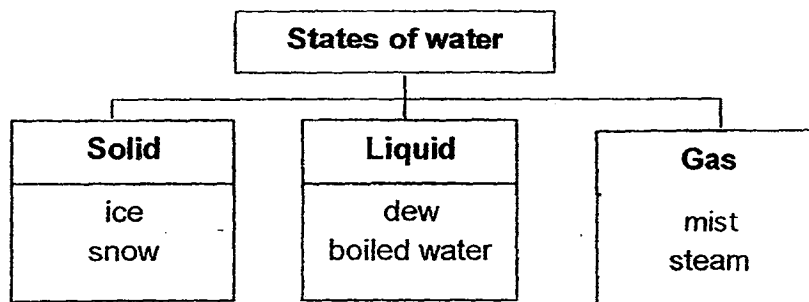 States of water
Solid
ice
snow
Liquid
dew
boiled water
Gas
mist
steam